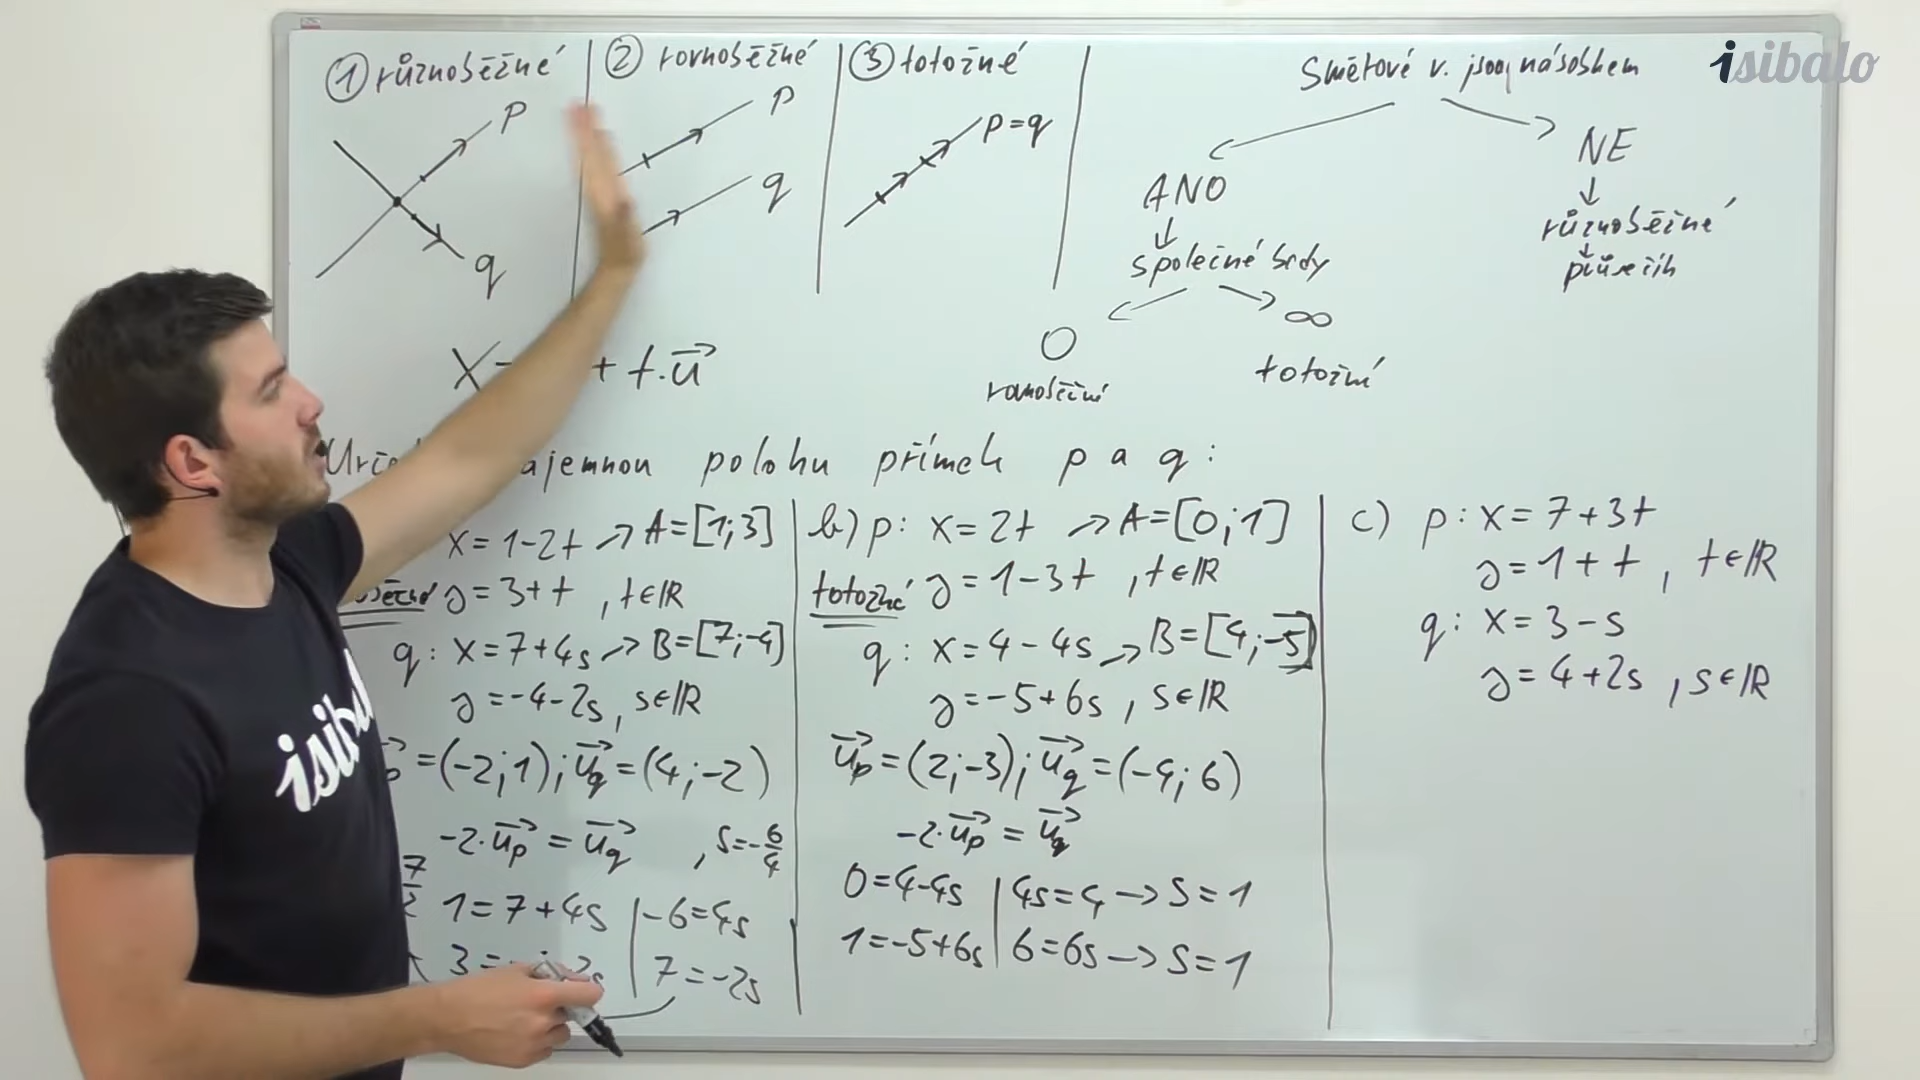 ① různoběžné
② rovnoběžné
③ totožné
p
q
p
q
p=q
Směrové v. jsou násobkem
isibalo
ANO
NE
↓
společné body
↓
různoběžné
↓
průsečík
0
rovnoběžné
∞
totožné
+ t.u⃗
polohu přímek p a q :
x = 1-2t → A=[1;3]
y = 3+t , t∈ℝ
q: x = 7+4s → B=[7;-4]
y = -4-2s, s∈ℝ
=(-2;1); u⃗q=(4;-2)
-2·u⃗p = u⃗q , s=-6/4
1=7+4s | -6=4s
7=-2s
b) p: x = 2t → A=[0;1]
totožné y = 1-3t , t∈ℝ
q: x = 4-4s → B=[4;-5]
y = -5+6s , s∈ℝ
u⃗p=(2;-3); u⃗q=(-4;6)
-2·u⃗p = u⃗q
0=4-4s | 4s=4 → s=1
1=-5+6s | 6=6s → s=1
c) p: x = 7+3t
y = 1+t , t∈ℝ
q: x = 3-s
y = 4+2s , s∈ℝ